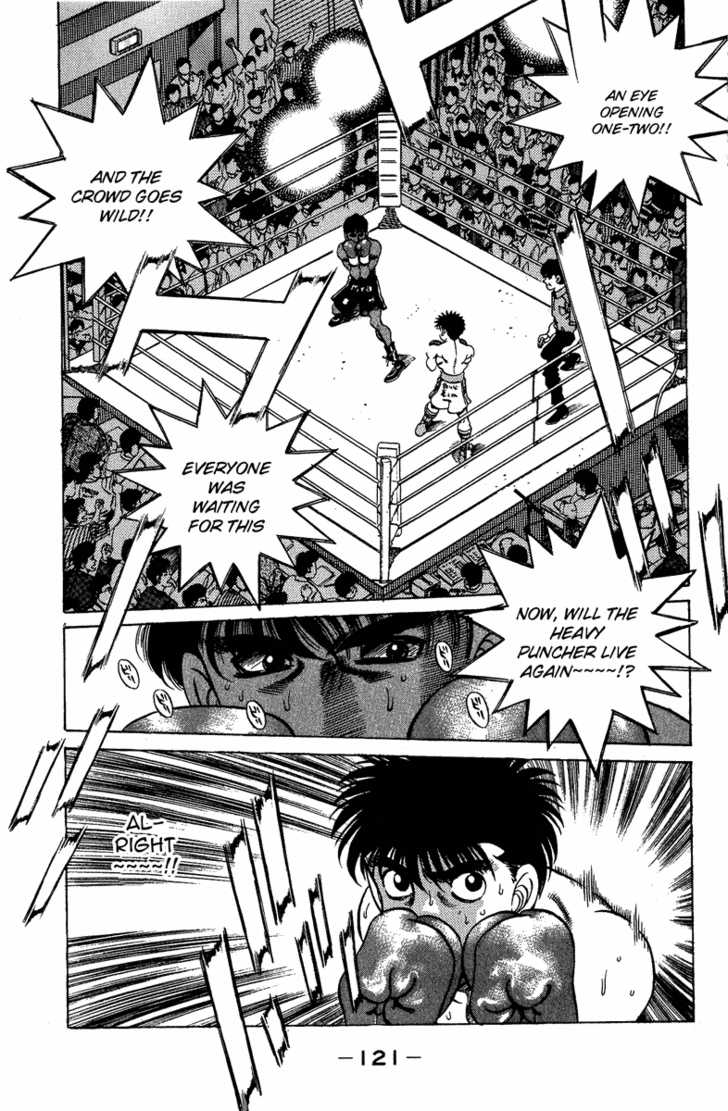 AN EYE
OPENING
ONE-TWO!!
AND THE
CROWD GOES
WILD!!
EVERYONE
WAS
WAITING
FOR THIS
NOW, WILL THE
HEAVY
PUNCHER LIVE
AGAIN~~~~!?
AL-
RIGHT
~~~~!!
-121-